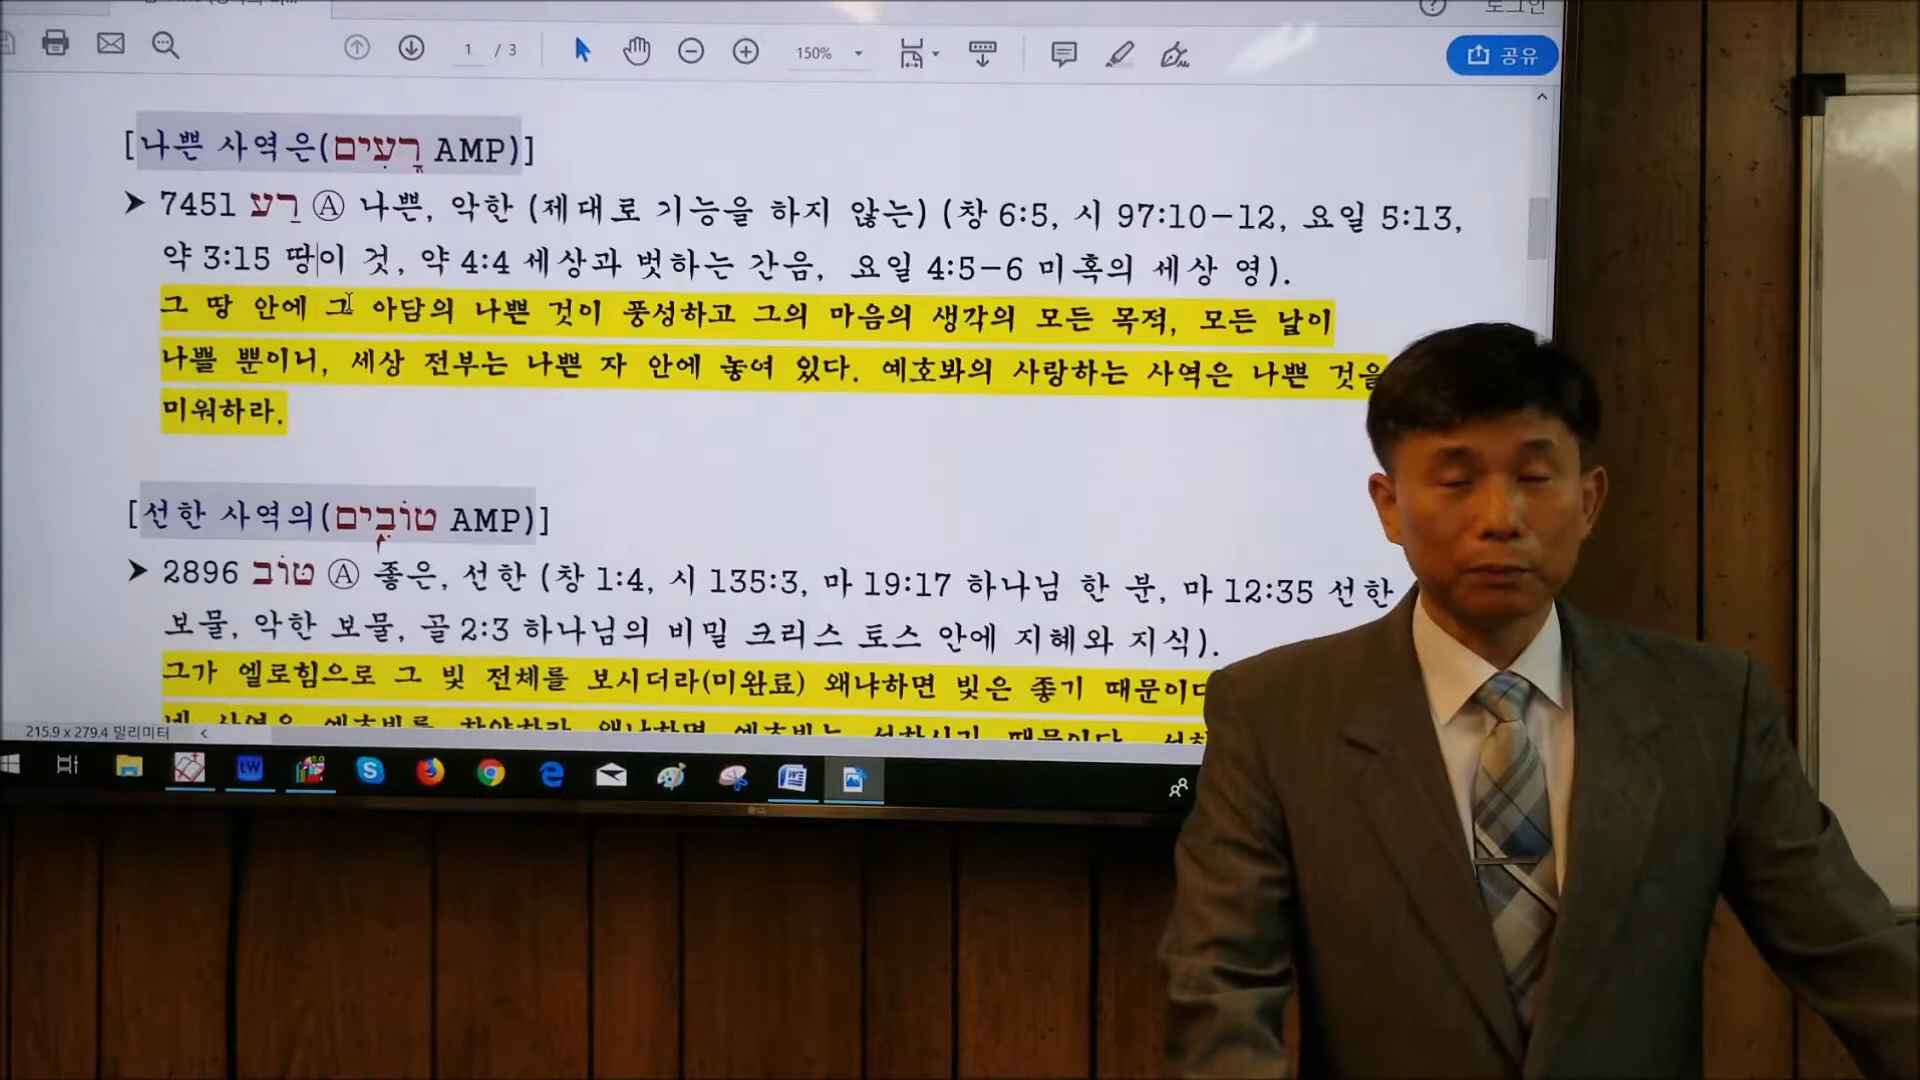 로그인
1 / 3
150%
공유
[나쁜 사역은(רָעִים AMP)]
➤ 7451 רַע Ⓐ 나쁜, 악한 (제대로 기능을 하지 않는) (창 6:5, 시 97:10-12, 요일 5:13,
약 3:15 땅이 것, 약 4:4 세상과 벗하는 간음, 요일 4:5-6 미혹의 세상 영).
그 땅 안에 그 아담의 나쁜 것이 풍성하고 그의 마음의 생각의 모든 목적, 모든 날이
나쁠 뿐이니, 세상 전부는 나쁜 자 안에 놓여 있다. 예호봐의 사랑하는 사역은 나쁜 것을
미워하라.
[선한 사역의(טוֹבִים AMP)]
➤ 2896 טוֹב Ⓐ 좋은, 선한 (창 1:4, 시 135:3, 마 19:17 하나님 한 분, 마 12:35 선한
보물, 악한 보물, 골 2:3 하나님의 비밀 크리스토스 안에 지혜와 지식).
그가 엘로힘으로 그 빛 전체를 보시더라(미완료) 왜냐하면 빛은 좋기 때문이다
215.9 x 279.4 밀리미터